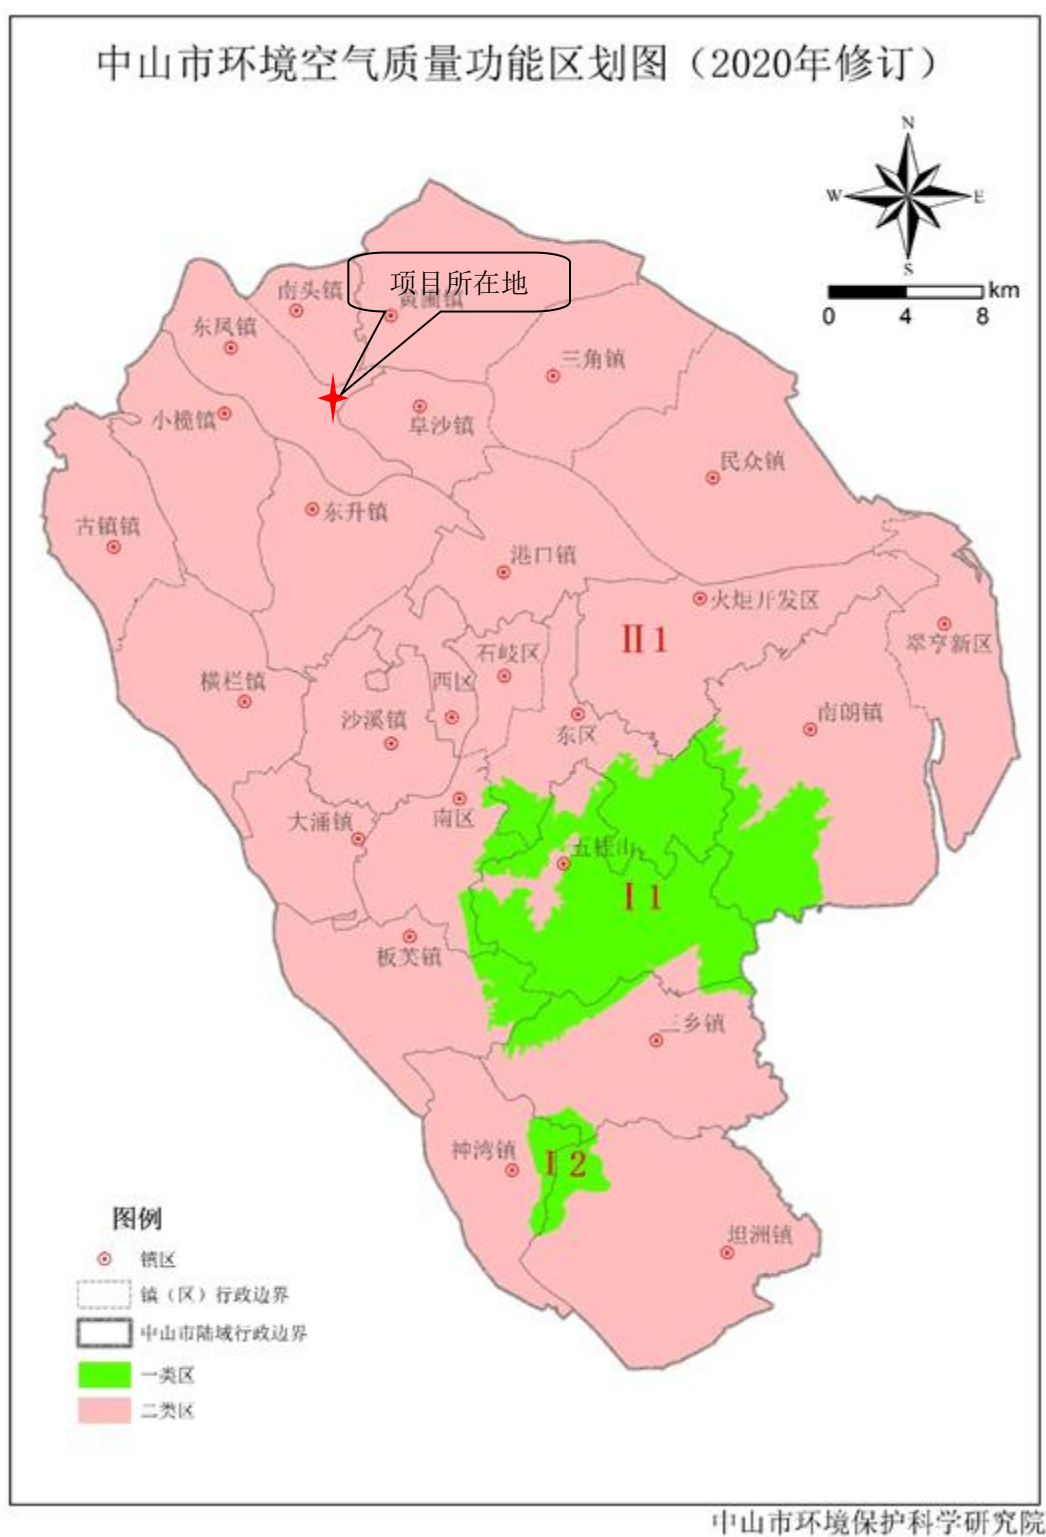 中山市环境空气质量功能区划图（2020年修订）
N
W
E
S
km
0 4 8
项目所在地
南头镇
黄圃镇
东凤镇
三角镇
小榄镇
阜沙镇
民众镇
古镇镇
东升镇
港口镇
火炬开发区
II 1
翠亨新区
石岐区
横栏镇
西区
沙溪镇
南朗镇
东区
大涌镇
南区
五桂山
I 1
板芙镇
三乡镇
神湾镇
I 2
坦洲镇
图例
镇区
镇（区）行政边界
中山市陆域行政边界
一类区
二类区
中山市环境保护科学研究院